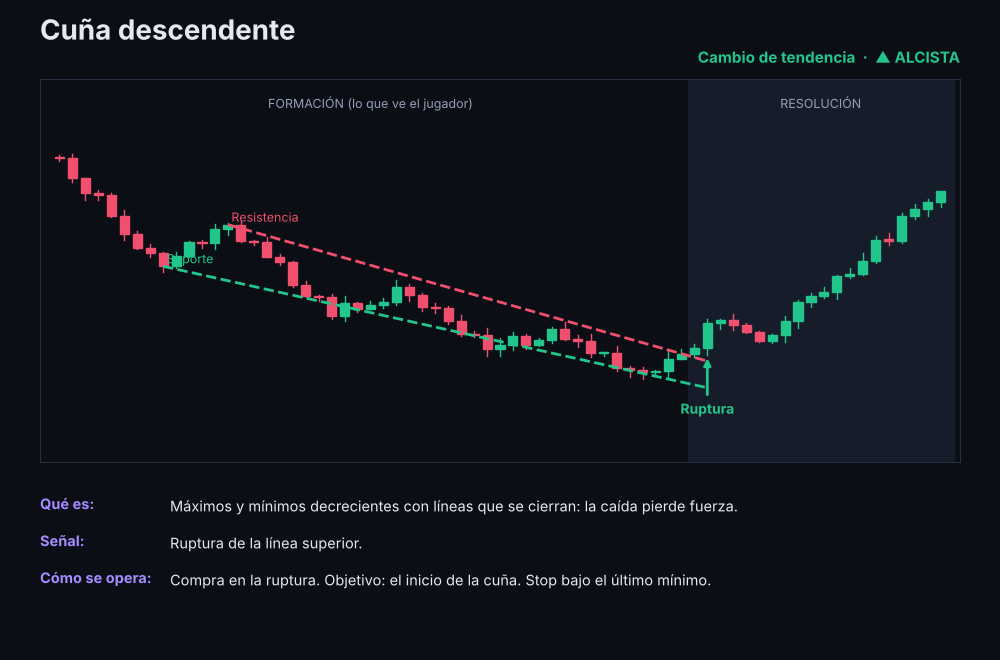 Cuña descendente
Cambio de tendencia · ▲ ALCISTA
FORMACIÓN (lo que ve el jugador)
RESOLUCIÓN
Resistencia
Soporte
Ruptura
Qué es: Máximos y mínimos decrecientes con líneas que se cierran: la caída pierde fuerza.
Señal: Ruptura de la línea superior.
Cómo se opera: Compra en la ruptura. Objetivo: el inicio de la cuña. Stop bajo el último mínimo.